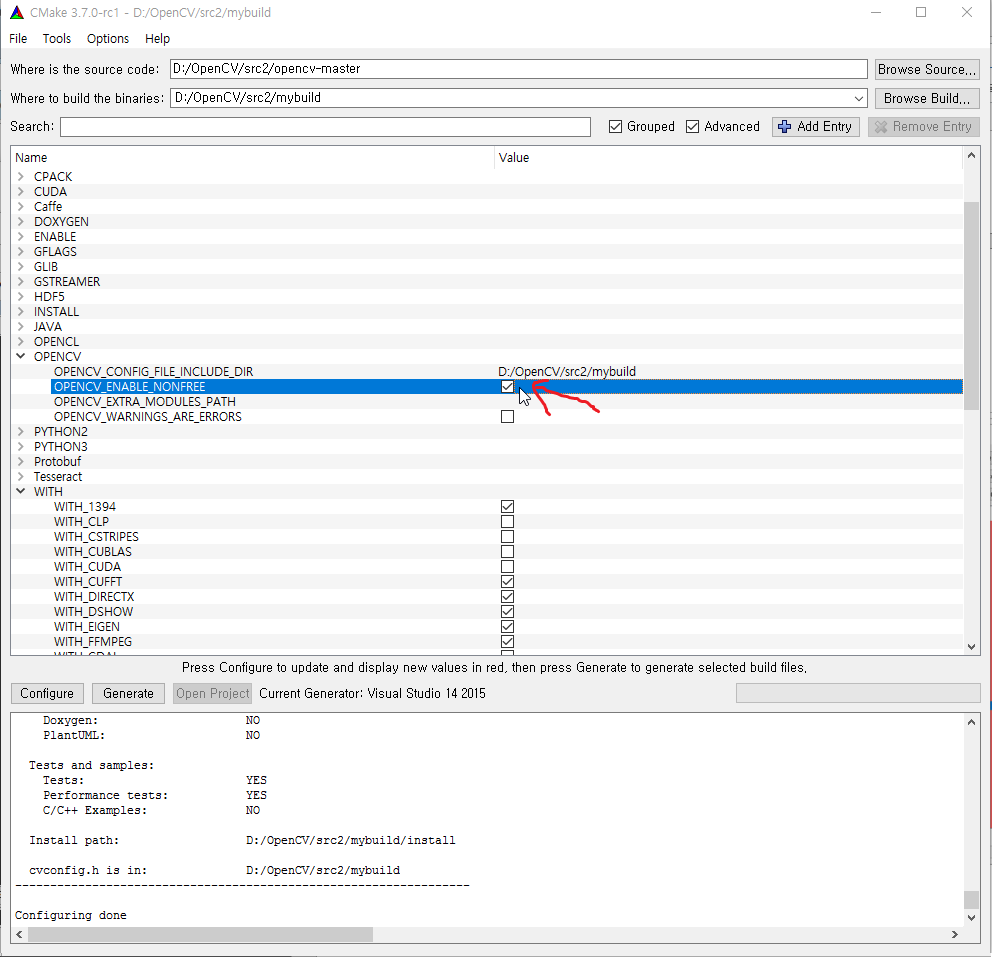 CMake 3.7.0-rc1 - D:/OpenCV/src2/mybuild
File Tools Options Help
Where is the source code: D:/OpenCV/src2/opencv-master Browse Source...
Where to build the binaries: D:/OpenCV/src2/mybuild Browse Build...
Search: Grouped Advanced Add Entry Remove Entry
Name Value
CPACK
CUDA
Caffe
DOXYGEN
ENABLE
GFLAGS
GLIB
GSTREAMER
HDF5
INSTALL
JAVA
OPENCL
OPENCV
OPENCV_CONFIG_FILE_INCLUDE_DIR D:/OpenCV/src2/mybuild
OPENCV_ENABLE_NONFREE
OPENCV_EXTRA_MODULES_PATH
OPENCV_WARNINGS_ARE_ERRORS
PYTHON2
PYTHON3
Protobuf
Tesseract
WITH
WITH_1394
WITH_CLP
WITH_CSTRIPES
WITH_CUBLAS
WITH_CUDA
WITH_CUFFT
WITH_DIRECTX
WITH_DSHOW
WITH_EIGEN
WITH_FFMPEG
Press Configure to update and display new values in red, then press Generate to generate selected build files.
Configure Generate Open Project Current Generator: Visual Studio 14 2015
Doxygen: NO
PlantUML: NO
Tests and samples:
Tests: YES
Performance tests: YES
C/C++ Examples: NO
Install path: D:/OpenCV/src2/mybuild/install
cvconfig.h is in: D:/OpenCV/src2/mybuild
-----------------------------------------------------------------
Configuring done